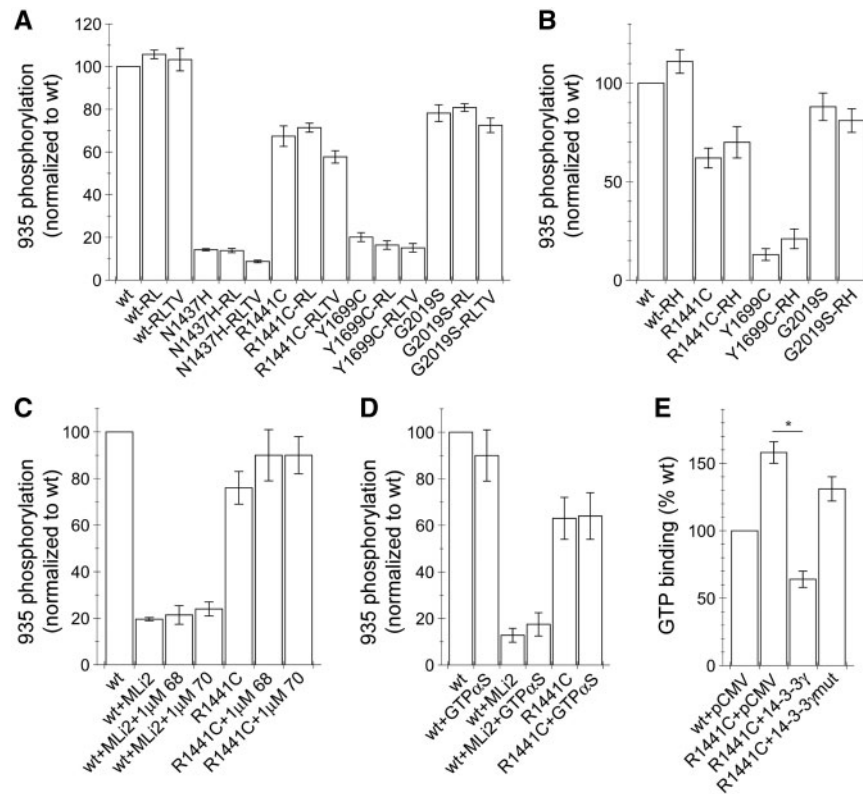 A
935 phosphorylation
(normalized to wt)
120
100
80
60
40
20
0
wt
wt-RL
wt-RLTV
N1437H
N1437H-RL
N1437H-RLTV
R1441C
R1441C-RL
R1441C-RLTV
Y1699C
Y1699C-RL
Y1699C-RLTV
G2019S
G2019S-RL
G2019S-RLTV
B
935 phosphorylation
(normalized to wt)
100
50
0
wt
wt-RH
R1441C
R1441C-RH
Y1699C
Y1699C-RH
G2019S
G2019S-RH
C
935 phosphorylation
(normalized to wt)
100
80
60
40
20
0
wt
wt+MLi2
wt+MLi2+1µM 68
wt+MLi2+1µM 70
R1441C
R1441C+1µM 68
R1441C+1µM 70
D
935 phosphorylation
(normalized to wt)
100
80
60
40
20
0
wt
wt+GTPαS
wt+MLi2
wt+MLi2+GTPαS
R1441C
R1441C+GTPαS
E
GTP binding (% wt)
150
100
50
0
*
wt+pCMV
R1441C+pCMV
R1441C+14-3-3γ
R1441C+14-3-3γmut